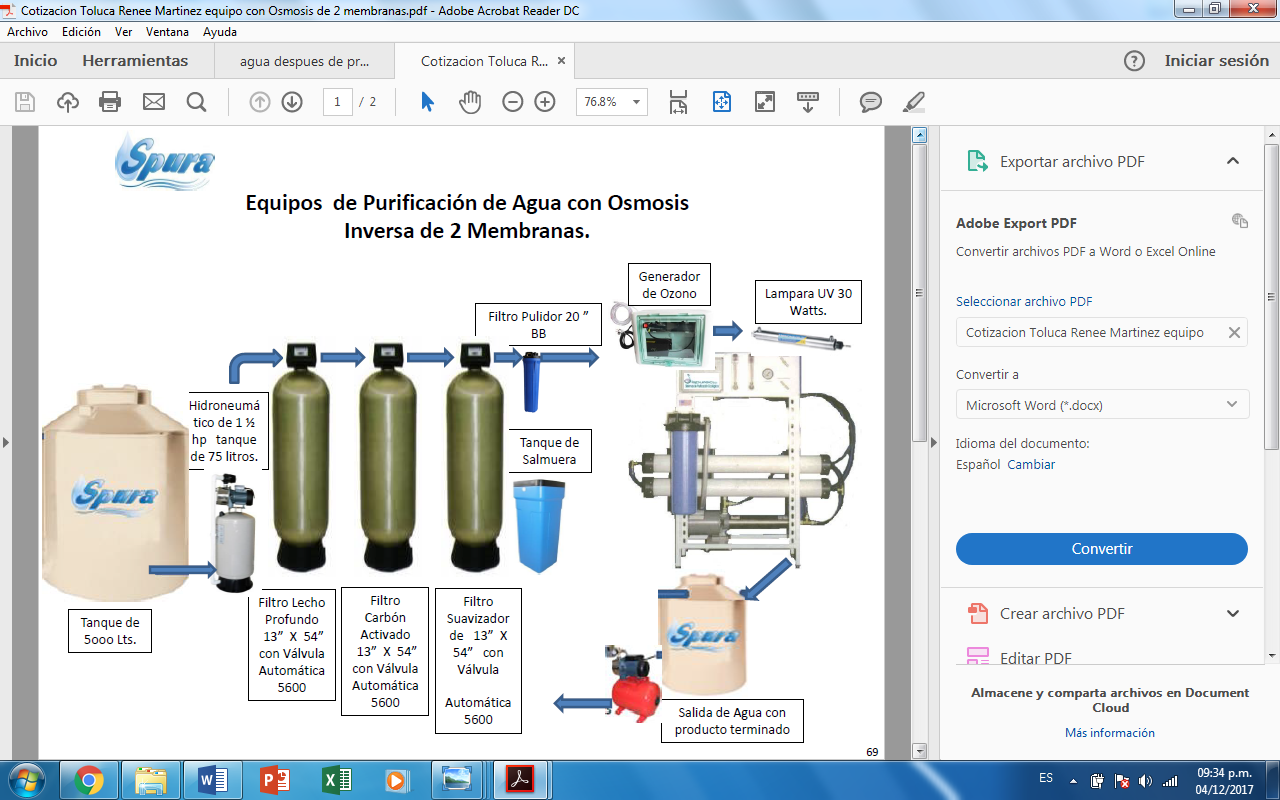 Cotizacion Toluca Renee Martinez equipo con Osmosis de 2 membranas.pdf - Adobe Acrobat Reader DC
Archivo Edición Ver Ventana Ayuda
Inicio Herramientas agua despues de pr... Cotizacion Toluca R... × ? Iniciar sesión
1 / 2 76.8%
Spura
Equipos de Purificación de Agua con Osmosis
Inversa de 2 Membranas.
Generador
de Ozono
Lampara UV 30
Watts.
Filtro Pulidor 20 ”
BB
Hidroneumá
tico de 1 ½
hp tanque
de 75 litros.
Tanque de
Salmuera
Spura
Tanque de
5ooo Lts.
Filtro Lecho
Profundo
13” X 54”
con Válvula
Automática
5600
Filtro
Carbón
Activado
13” X 54”
con Válvula
Automática
5600
Filtro
Suavizador
de 13” X
54” con
Válvula
Automática
5600
Spura
Salida de Agua con
producto terminado
69
Exportar archivo PDF
Adobe Export PDF
Convertir archivos PDF a Word o Excel Online
Seleccionar archivo PDF
Cotizacion Toluca Renee Martinez equipo
Convertir a
Microsoft Word (*.docx)
Idioma del documento:
Español Cambiar
Convertir
Crear archivo PDF
Editar PDF
Almacene y comparta archivos en Document
Cloud
Más información
ES
09:34 p.m.
04/12/2017